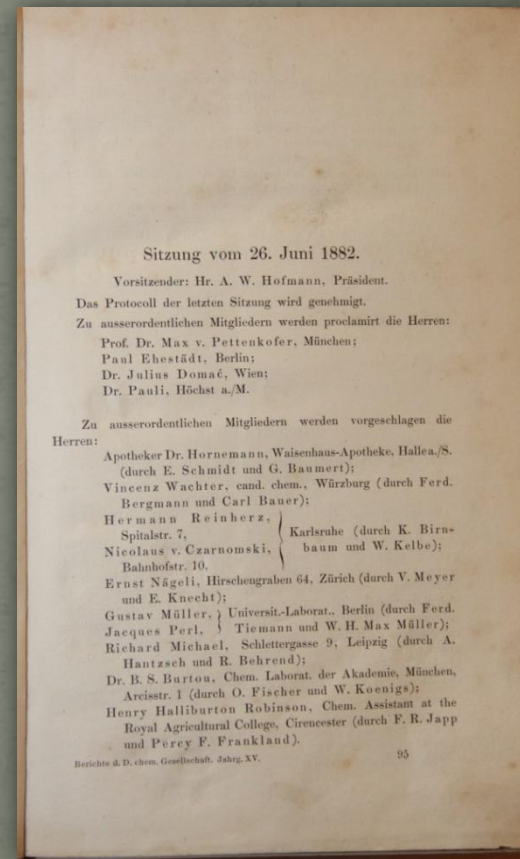 Sitzung vom 26. Juni 1882.
Vorsitzender: Hr. A. W. Hofmann, Präsident.
Das Protocoll der letzten Sitzung wird genehmigt.
Zu ausserordentlichen Mitgliedern werden proclamirt die Herren:
Prof. Dr. Max v. Pettenkofer, München;
Paul Ehestädt, Berlin;
Dr. Julius Domać, Wien;
Dr. Pauli, Höchst a./M.
Zu ausserordentlichen Mitgliedern werden vorgeschlagen die
Herren:
Apotheker Dr. Hornemann, Waisenhaus-Apotheke, Halle a./S.
(durch E. Schmidt und G. Baumert);
Vincenz Wachter, cand. chem., Würzburg (durch Ferd.
Bergmann und Carl Bauer);
Hermann Reinherz,
Spitalstr. 7,
Nicolaus v. Czarnomski,
Bahnhofstr. 10,
Karlsruhe (durch K. Birn-
baum und W. Kelbe);
Ernst Nägeli, Hirschengraben 64, Zürich (durch V. Meyer
und E. Knecht);
Gustav Müller,
Jacques Perl,
Universit.-Laborat., Berlin (durch Ferd.
Tiemann und W. H. Max Müller);
Richard Michael, Schlettergasse 9, Leipzig (durch A.
Hantzsch und R. Behrend);
Dr. B. S. Burtou, Chem. Laborat. der Akademie, München,
Arcisstr. 1 (durch O. Fischer und W. Koenigs);
Henry Halliburton Robinson, Chem. Assistant at the
Royal Agricultural College, Cirencester (durch F. R. Japp
und Percy F. Frankland).
Berichte d. D. chem. Gesellschaft. Jahrg. XV.
95